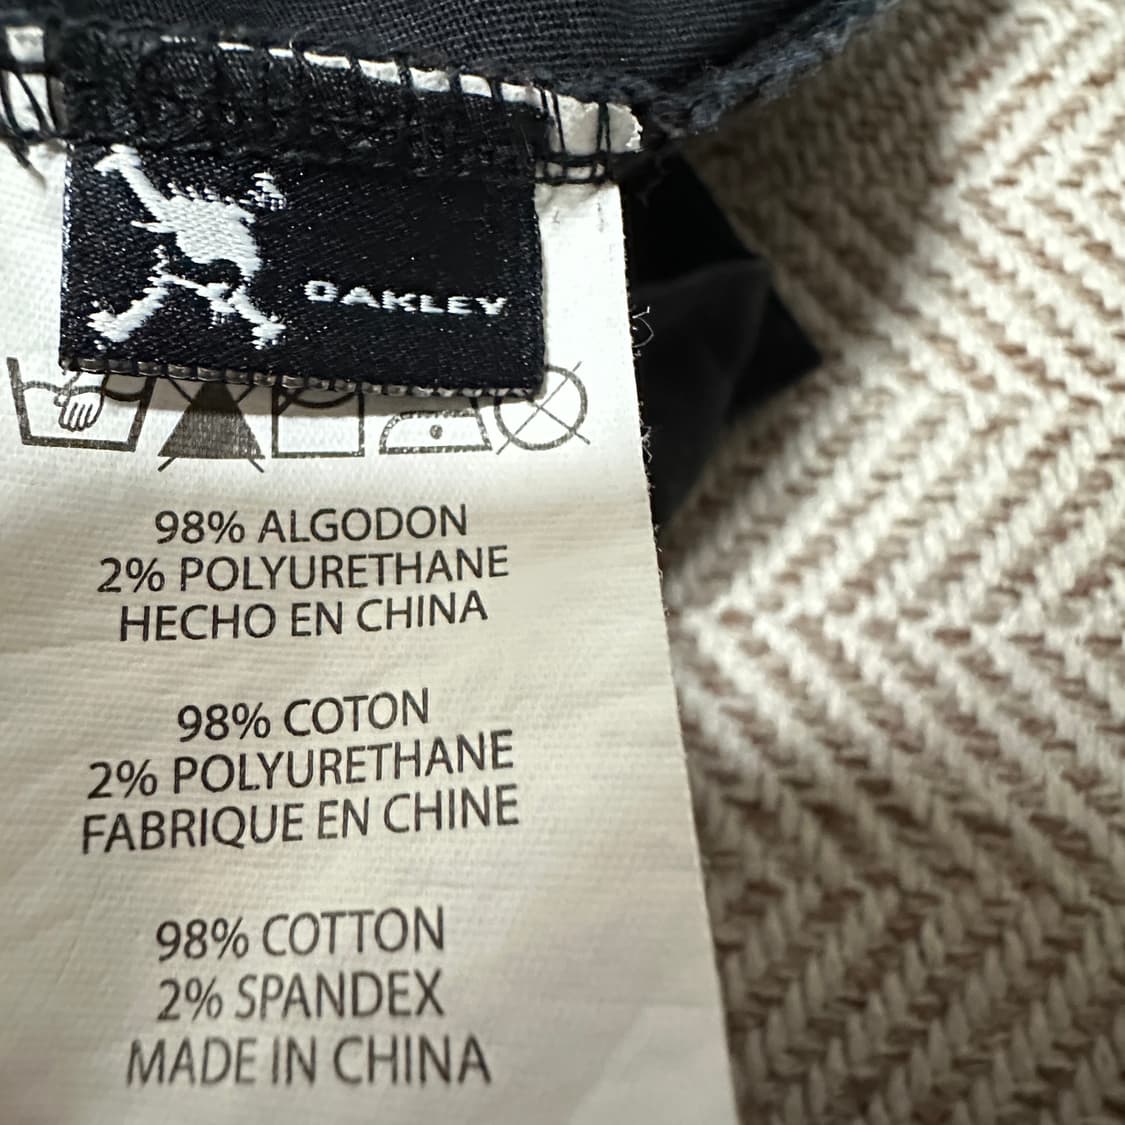 OAKLEY
98% ALGODON
2% POLYURETHANE
HECHO EN CHINA
98% COTON
2% POLYURETHANE
FABRIQUE EN CHINE
98% COTTON
2% SPANDEX
MADE IN CHINA